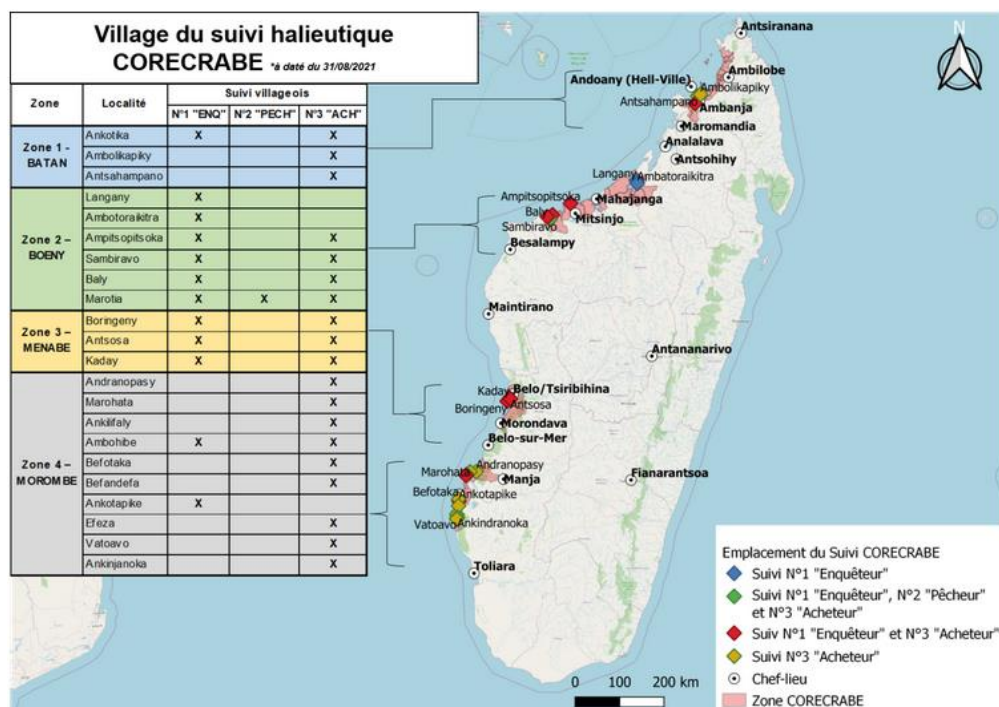 Village du suivi halieutique
CORECRABE *à daté du 31/08/2021
Zone Localité Suivi villageois
N°1 "ENQ" N°2 "PECH" N°3 "ACH"
Zone 1 - BATAN
Ankotika X X
Ambolikapiky X
Antsahampano X
Zone 2 – BOENY
Langany X
Ambotoraikitra X
Ampitsopitsoka X X
Sambiravo X X
Baly X X
Marotia X X X
Zone 3 – MENABE
Boringeny X X
Antsosa X X
Kaday X X
Zone 4 – MOROMBE
Andranopasy X
Marohata X
Ankilifaly X
Ambohibe X X
Befotaka X
Befandefa X
Ankotapike X
Efeza X
Vatoavo X
Ankinjanoka X
N
Antsiranana
Ambilobe
Andoany (Hell-Ville)
Ambolikapiky
Antsahampano
Ambanja
Maromandia
Analalava
Antsohihy
Langany
Ambatoraikitra
Ampitsopitsoka
Mahajanga
Baly
Mitsinjo
Sambiravo
Besalampy
Maintirano
Antananarivo
Kaday
Belo/Tsiribihina
Boringeny
Antsosa
Morondava
Belo-sur-Mer
Andranopasy
Marohata
Manja
Fianarantsoa
Befotaka
Ankotapike
Vatoavo
Ankindranoka
Toliara
Emplacement du Suivi CORECRABE
Suivi N°1 "Enquêteur"
Suivi N°1 "Enquêteur", N°2 "Pêcheur"
et N°3 "Acheteur"
Suiv N°1 "Enquêteur" et N°3 "Acheteur"
Suivi N°3 "Acheteur"
Chef-lieu
Zone CORECRABE
0 100 200 km